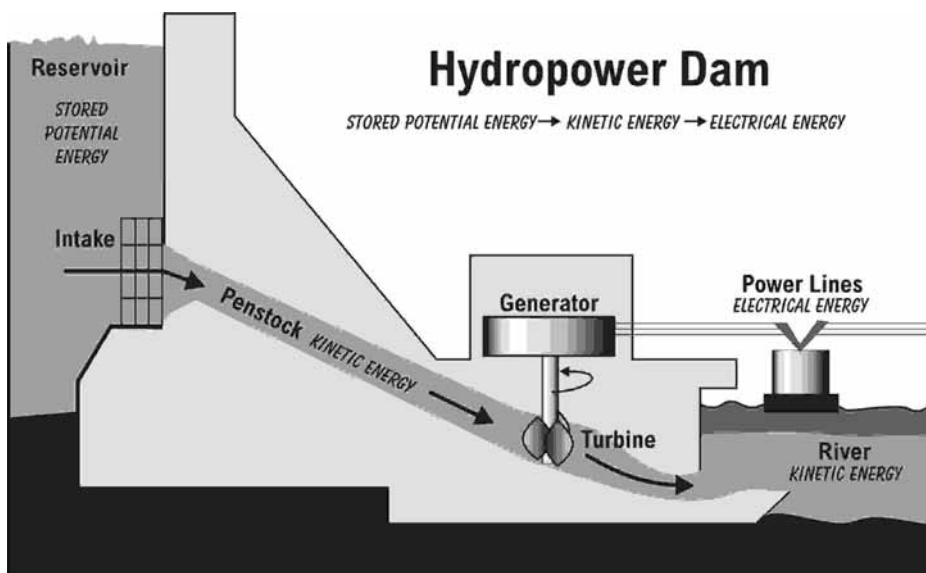 Hydropower Dam
STORED POTENTIAL ENERGY → KINETIC ENERGY → ELECTRICAL ENERGY
Reservoir
STORED
POTENTIAL
ENERGY
Intake
Penstock KINETIC ENERGY
Generator
Turbine
Power Lines
ELECTRICAL ENERGY
River
KINETIC ENERGY